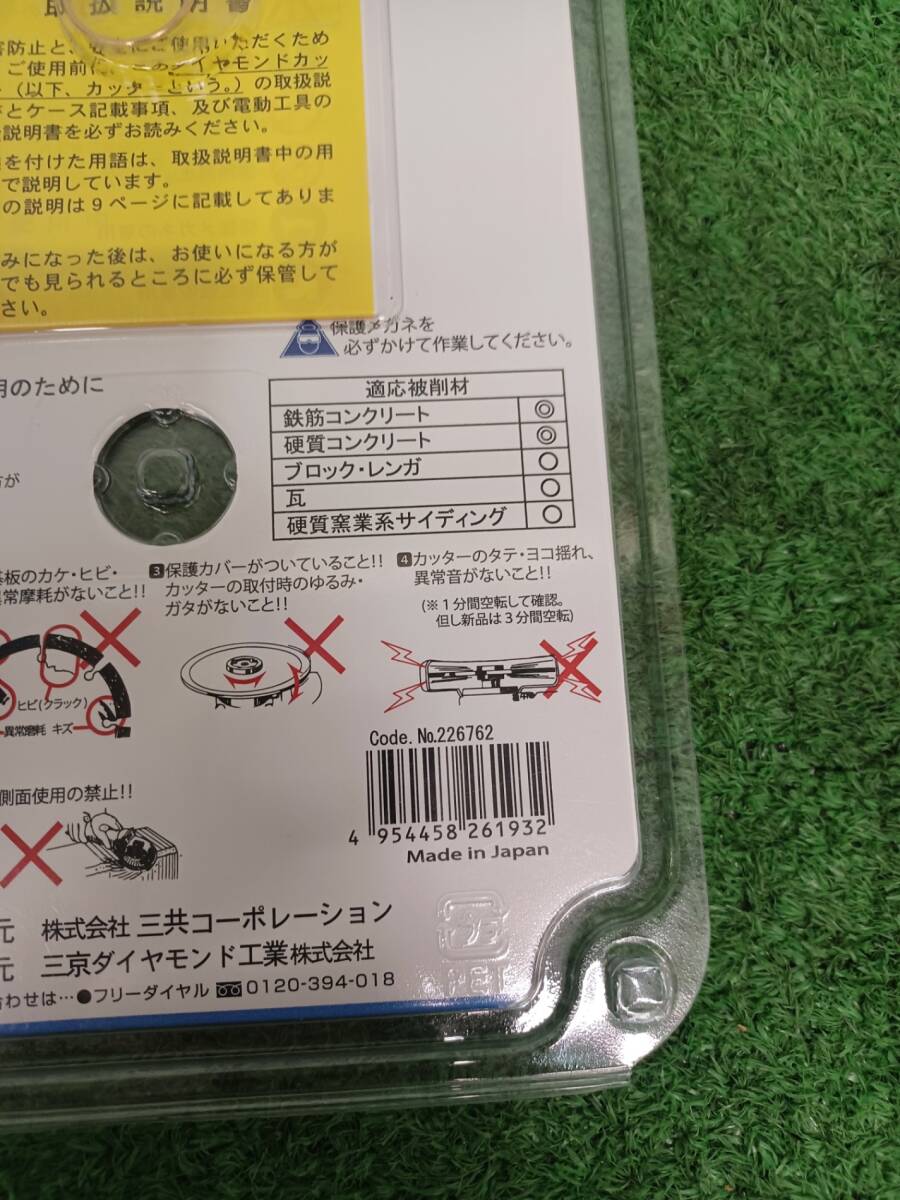 取扱説明書
害防止と、安全にご使用いただくため
ご使用前に、このダイヤモンドカッ
ー(以下、カッターという。)の取扱説
書とケース記載事項、及び電動工具の
説明書を必ずお読みください。
を付けた用語は、取扱説明書中の用
で説明しています。
の説明は9ページに記載してありま
みになった後は、お使いになる方が
でも見られるところに必ず保管して
さい。
保護メガネを
必ずかけて作業してください。
用のために
適応被削材
鉄筋コンクリート ◎
硬質コンクリート ◎
ブロック・レンガ ○
瓦 ○
硬質窯業系サイディング ○
が
基板のカケ・ヒビ・
異常摩耗がないこと!!
3 保護カバーがついていること!!
カッターの取付時のゆるみ・
ガタがないこと!!
4 カッターのタテ・ヨコ揺れ、
異常音がないこと!!
(※1分間空転して確認。
但し新品は3分間空転)
ヒビ(クラック)
異常磨耗 キズ
側面使用の禁止!!
Code. No.226762
4 954458 261932
Made in Japan
元 株式会社 三共コーポレーション
元 三京ダイヤモンド工業株式会社
合わせは…●フリーダイヤル 0120-394-018
PET